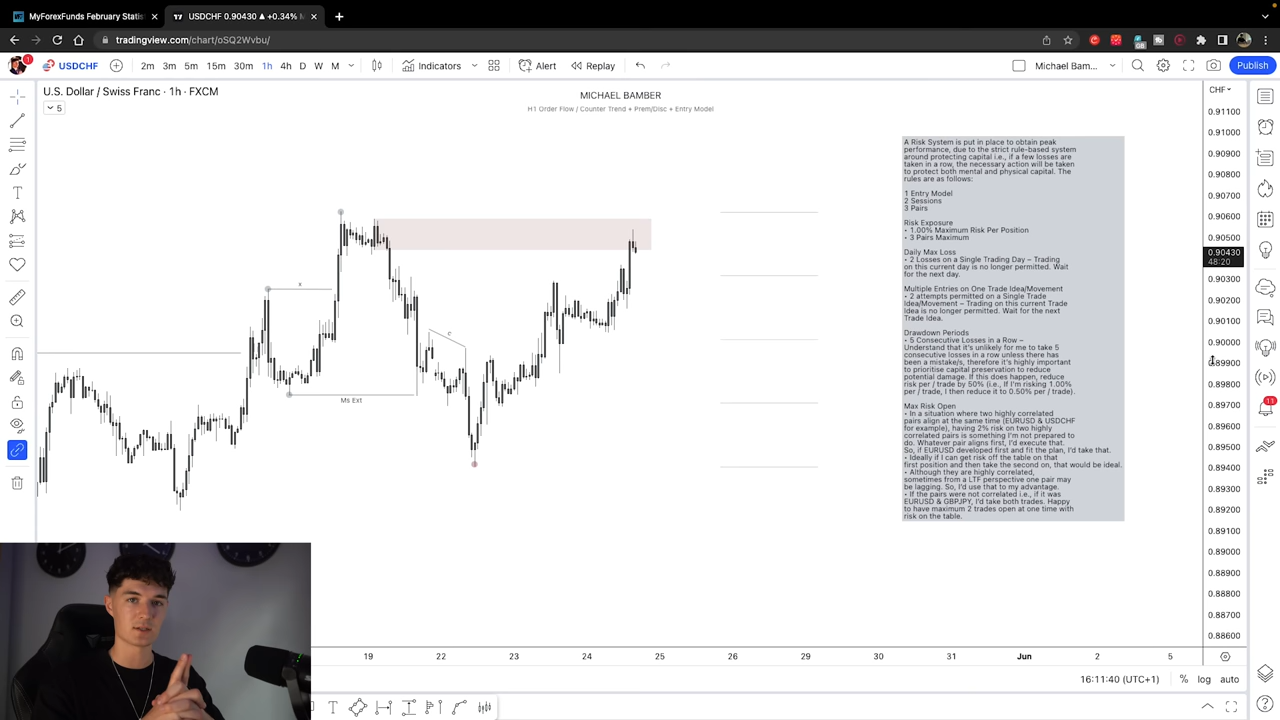 MyForexFunds February Statis
USDCHF 0.90430 ▲ +0.34% M
tradingview.com/chart/oSQ2Wvbu/
1
USDCHF
2m 3m 5m 15m 30m 1h 4h D W M
Indicators
Alert
Replay
Michael Bam...
Publish
U.S. Dollar / Swiss Franc · 1h · FXCM
5
MICHAEL BAMBER
H1 Order Flow / Counter Trend + Prem/Disc + Entry Model
CHF
0.91100
0.91000
0.90900
0.90800
0.90700
0.90600
0.90500
0.90430
48:20
0.90300
0.90200
0.90100
0.90000
0.89900
0.89800
0.89700
0.89600
0.89500
0.89400
0.89300
0.89200
0.89100
0.89000
0.88900
0.88800
0.88700
0.88600
x
c
Ms Ext
A Risk System is put in place to obtain peak
performance, due to the strict rule-based system
around protecting capital i.e., if a few losses are
taken in a row, the necessary action will be taken
to protect both mental and physical capital. The
rules are as follows:
1 Entry Model
2 Sessions
3 Pairs
Risk Exposure
• 1.00% Maximum Risk Per Position
• 3 Pairs Maximum
Daily Max Loss
• 2 Losses on a Single Trading Day – Trading
on this current day is no longer permitted. Wait
for the next day.
Multiple Entries on One Trade Idea/Movement
• 2 attempts permitted on a Single Trade
Idea/Movement – Trading on this current Trade
Idea is no longer permitted. Wait for the next
Trade Idea.
Drawdown Periods
• 5 Consecutive Losses in a Row –
Understand that it's unlikely for me to take 5
consecutive losses in a row unless there has
been a mistake/s, therefore it's highly important
to prioritise capital preservation to reduce
potential damage. If this does happen, reduce
risk per / trade by 50% (i.e., If I'm risking 1.00%
per / trade, I then reduce it to 0.50% per / trade).
Max Risk Open
• In a situation where two highly correlated
pairs align at the same time (EURUSD & USDCHF
for example), having 2% risk on two highly
correlated pairs is something I'm not prepared to
do. Whatever pair aligns first, I'd execute that.
So, if EURUSD developed first and fit the plan, I'd take that.
• Ideally if I can get risk off the table on that
first position and then take the second on, that would be ideal.
• Although they are highly correlated,
sometimes from a LTF perspective one pair may
be lagging. So, I'd use that to my advantage.
• If the pairs were not correlated i.e., if it was
EURUSD & GBPJPY, I'd take both trades. Happy
to have maximum 2 trades open at one time with
risk on the table.
11
19 22 23 24 25 26 29 30 31 Jun 2 5
16:11:40 (UTC+1)
% log auto